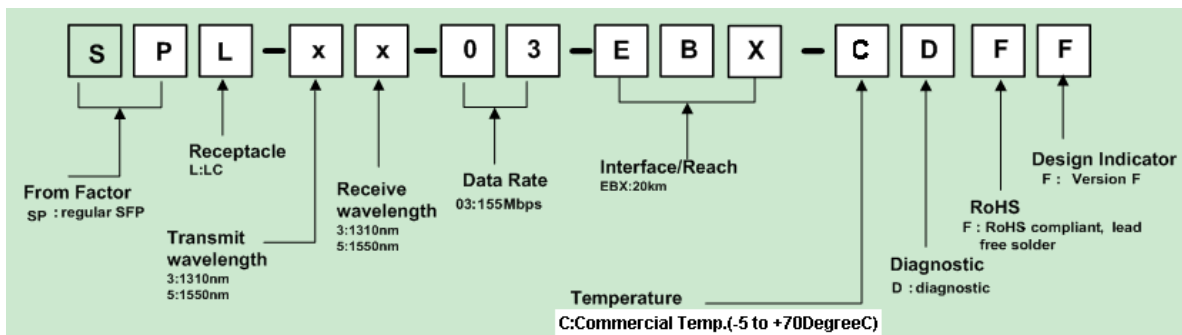 S P L - x x - 0 3 - E B X - C D F F
Receptacle
L:LC
From Factor
SP : regular SFP
Transmit
wavelength
3:1310nm
5:1550nm
Receive
wavelength
3:1310nm
5:1550nm
Data Rate
03:155Mbps
Interface/Reach
EBX:20km
Temperature
C:Commercial Temp.(-5 to +70DegreeC)
Diagnostic
D : diagnostic
RoHS
F : RoHS compliant, lead
free solder
Design Indicator
F : Version F